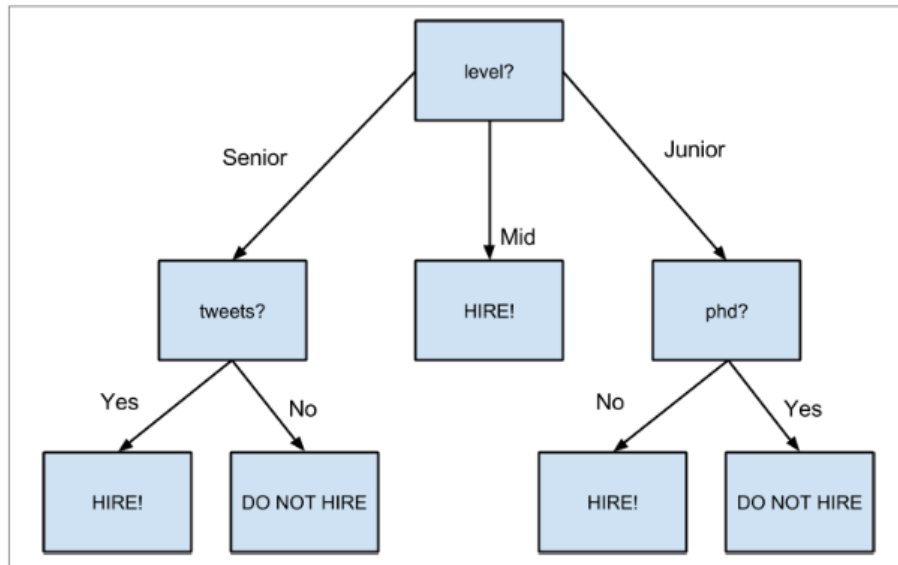 level?
Senior
Junior
Mid
tweets?
HIRE!
phd?
Yes
No
No
Yes
HIRE!
DO NOT HIRE
HIRE!
DO NOT HIRE